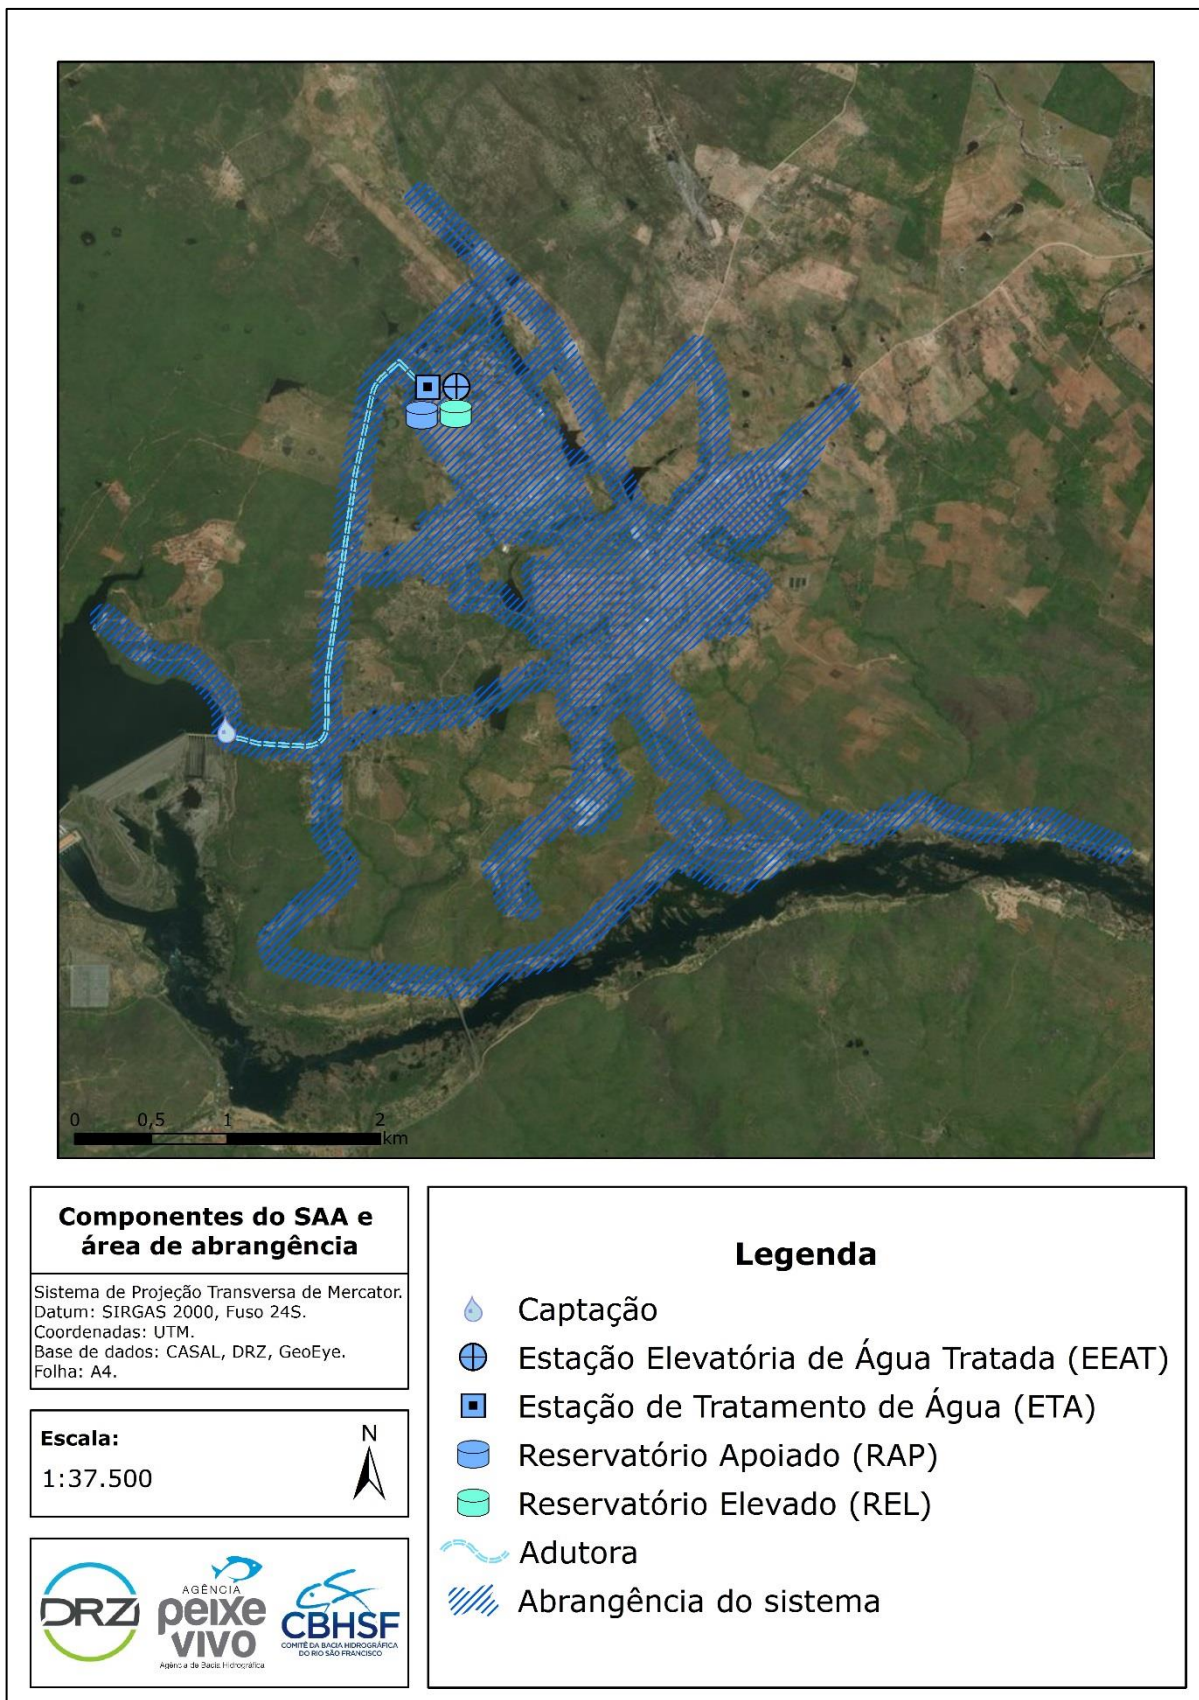 0 0,5 1 2
km
Componentes do SAA e
área de abrangência
Sistema de Projeção Transversa de Mercator.
Datum: SIRGAS 2000, Fuso 24S.
Coordenadas: UTM.
Base de dados: CASAL, DRZ, GeoEye.
Folha: A4.
Escala:
1:37.500
N
DRZ
AGÊNCIA
peixe
vivo
Agência de Bacia Hidrográfica
CBHSF
COMITÊ DA BACIA HIDROGRÁFICA
DO RIO SÃO FRANCISCO
Legenda
Captação
Estação Elevatória de Água Tratada (EEAT)
Estação de Tratamento de Água (ETA)
Reservatório Apoiado (RAP)
Reservatório Elevado (REL)
Adutora
Abrangência do sistema